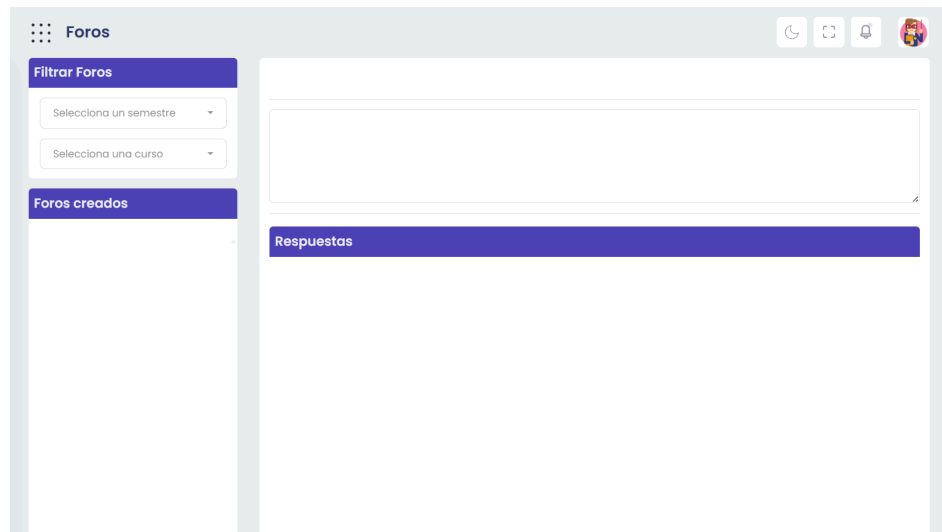 Foros
Filtrar Foros
Selecciona un semestre
Selecciona una curso
Foros creados
Respuestas